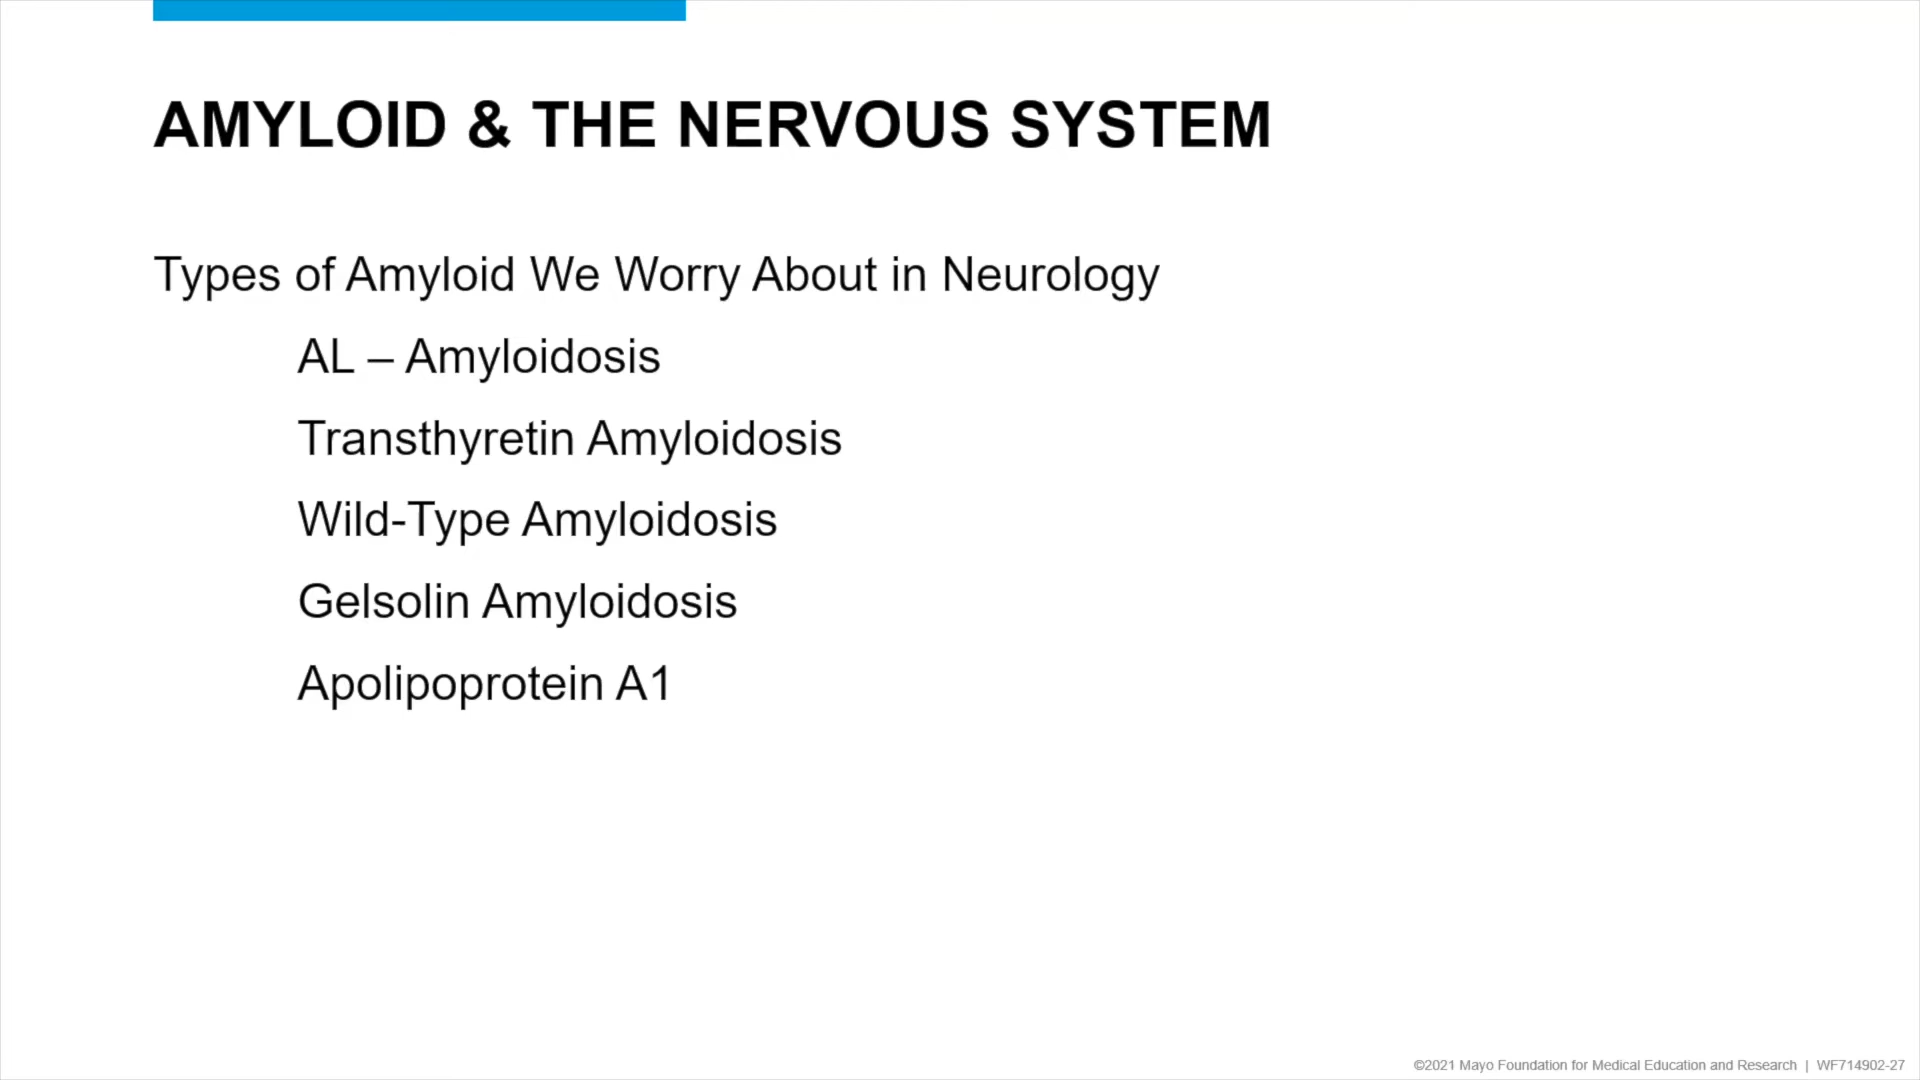 AMYLOID & THE NERVOUS SYSTEM
Types of Amyloid We Worry About in Neurology
AL – Amyloidosis
Transthyretin Amyloidosis
Wild-Type Amyloidosis
Gelsolin Amyloidosis
Apolipoprotein A1
©2021 Mayo Foundation for Medical Education and Research | WF714902-27